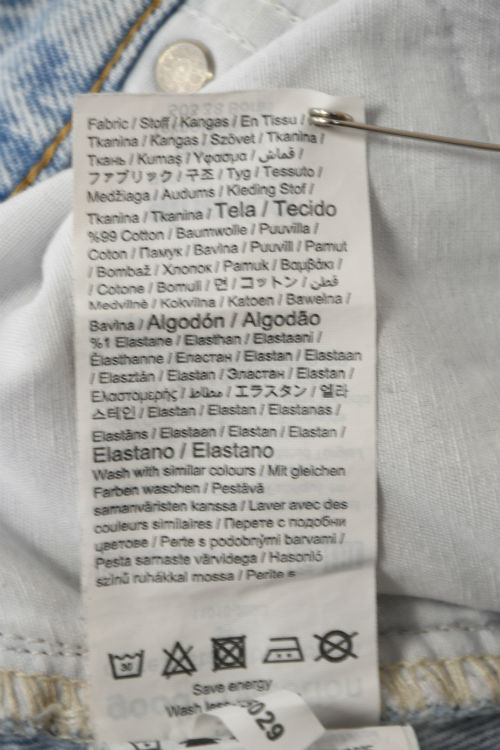 Fabric / Stoff / Kangas / En Tissu /
Tkanina / Kangas / Szövet / Tkanina /
Ткань / Kumaş / Υφασμα / قماش /
ファブリック / 구조 / Tyg / Tessuto /
Medžiaga / Audums / Kleding Stof /
Tkanina / Tkanina / Tela / Tecido
%99 Cotton / Baumwolle / Puuvilla /
Coton / Памук / Bavlna / Puuvill / Pamut
/ Bombaž / Хлопок / Pamuk / Βαμβάκι /
/ Cotone / Bomull / 면 / コットン / قطن /
Medvilnė / Kokvilna / Katoen / Bawełna /
Bavlna / Algodón / Algodão
%1 Elastane / Elasthan / Elastaani /
Élasthanne / Еластан / Elastan / Elastaan
/ Elasztán / Elastan / Эластан / Elastan /
Ελαστομερής / مطاط / エラスタン / 엘라
스테인 / Elastan / Elastan / Elastanas /
Elastāns / Elastaan / Elastan / Elastan /
Elastano / Elastano
Wash with similar colours / Mit gleichen
Farben waschen / Pestävä
samanväristen kanssa / Laver avec des
couleurs similaires / Перете с подобни
цветове / Perte s podobnými barvami /
Pesta samaste värvidega / Hasonló
színű ruhákkal mossa / Perite s
30
Save energy
Wash
029